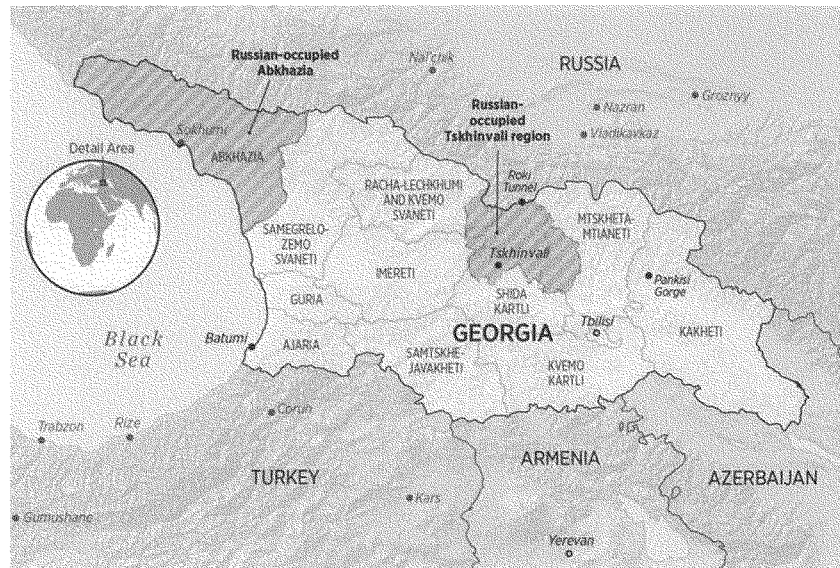 Russian-occupied
Abkhazia
Nal'chik
RUSSIA
Groznyy
Nazran
Vladikavkaz
Russian-
occupied
Tskhinvali region
Sukhumi
ABKHAZIA
Detail Area
Roki
Tunnel
RACHA-LECHKHUMI
AND KVEMO
SVANETI
MTSKHETA-
MTIANETI
SAMEGRELO-
ZEMO
SVANETI
Tskhinvali
IMERETI
Pankisi
Gorge
GURIA
SHIDA
KARTLI
Black
Sea
Batumi
AJARIA
GEORGIA
Tbilisi
KAKHETI
SAMTSKHE-
JAVAKHETI
KVEMO
KARTLI
Corun
Trabzon
Rize
TURKEY
ARMENIA
AZERBAIJAN
Kars
Gumushane
Yerevan